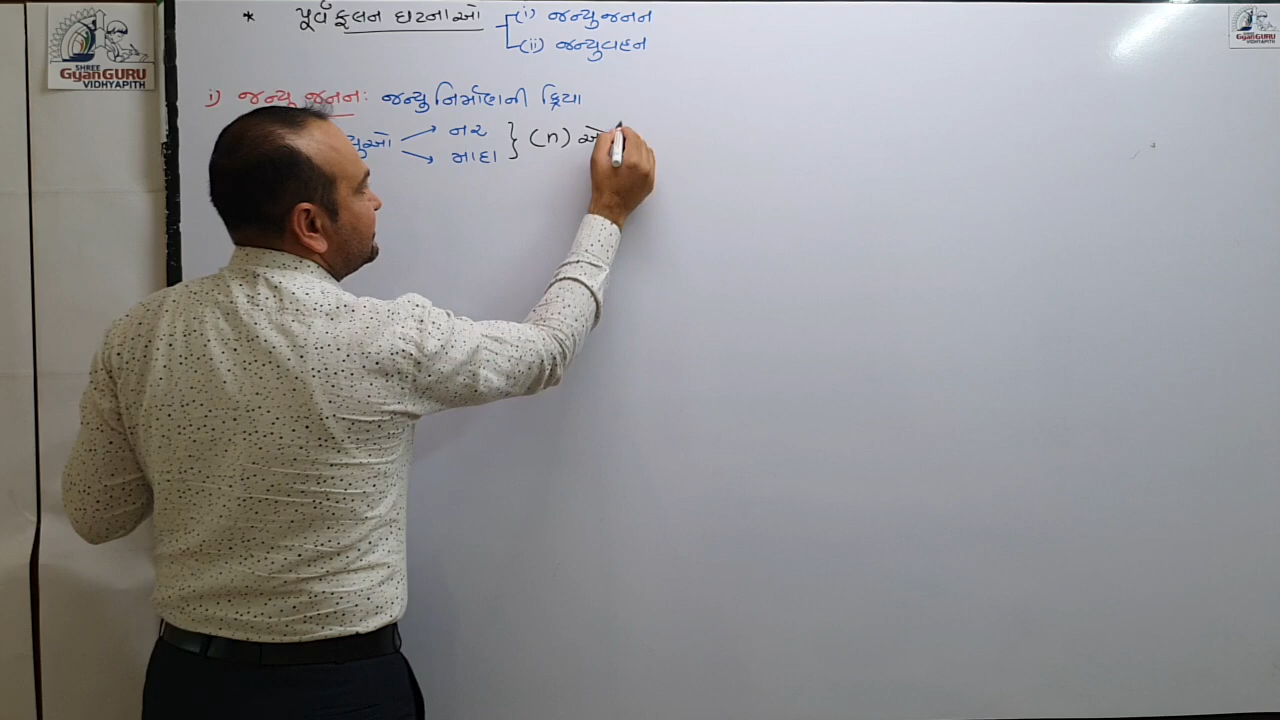 * પૂર્વ ફલન ઘટનાઓ
(i) જન્યુજનન
(ii) જન્યુવહન
SHREE
GyanGURU
VIDHYAPITH
i) જન્યુ જનન: જન્યુ નિર્માણની ક્રિયા
નર
માદા
} (n)